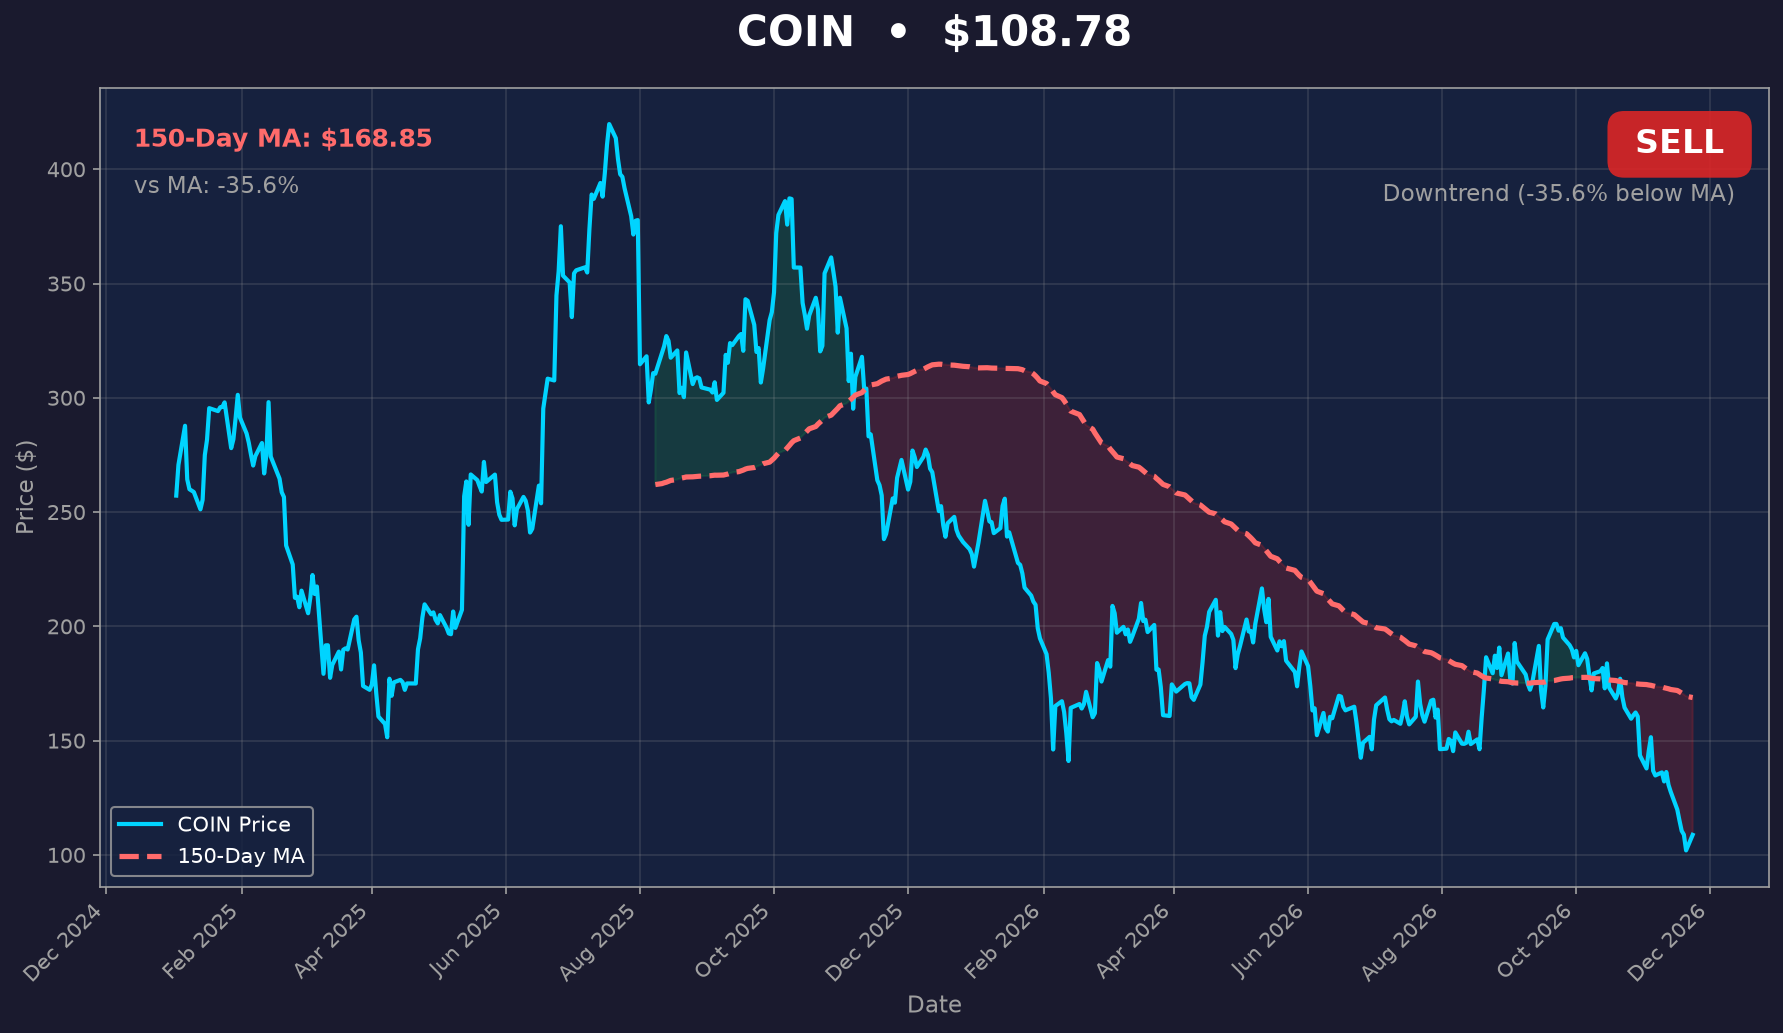 COIN • $108.78
150-Day MA: $168.85
vs MA: -35.6%
SELL
Downtrend (-35.6% below MA)
Price ($)
400
350
300
250
200
150
100
COIN Price
150-Day MA
Dec 2024
Feb 2025
Apr 2025
Jun 2025
Aug 2025
Oct 2025
Dec 2025
Feb 2026
Apr 2026
Jun 2026
Aug 2026
Oct 2026
Dec 2026
Date